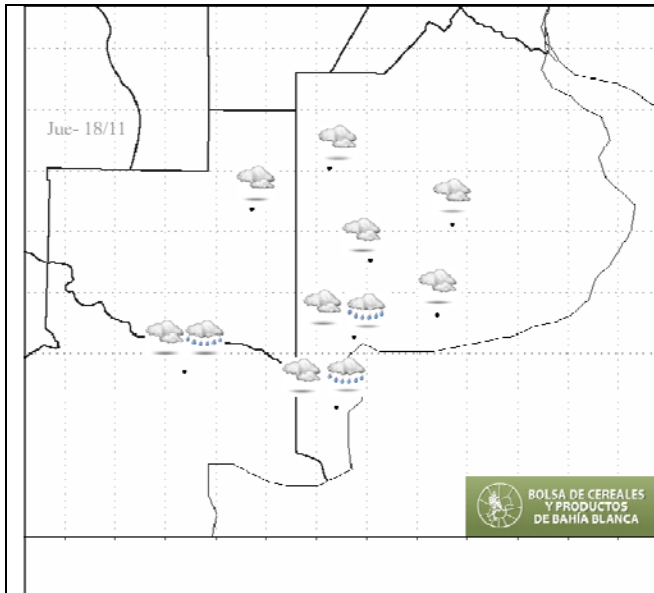 Jue- 18/11
BOLSA DE CEREALES
Y PRODUCTOS
DE BAHÍA BLANCA